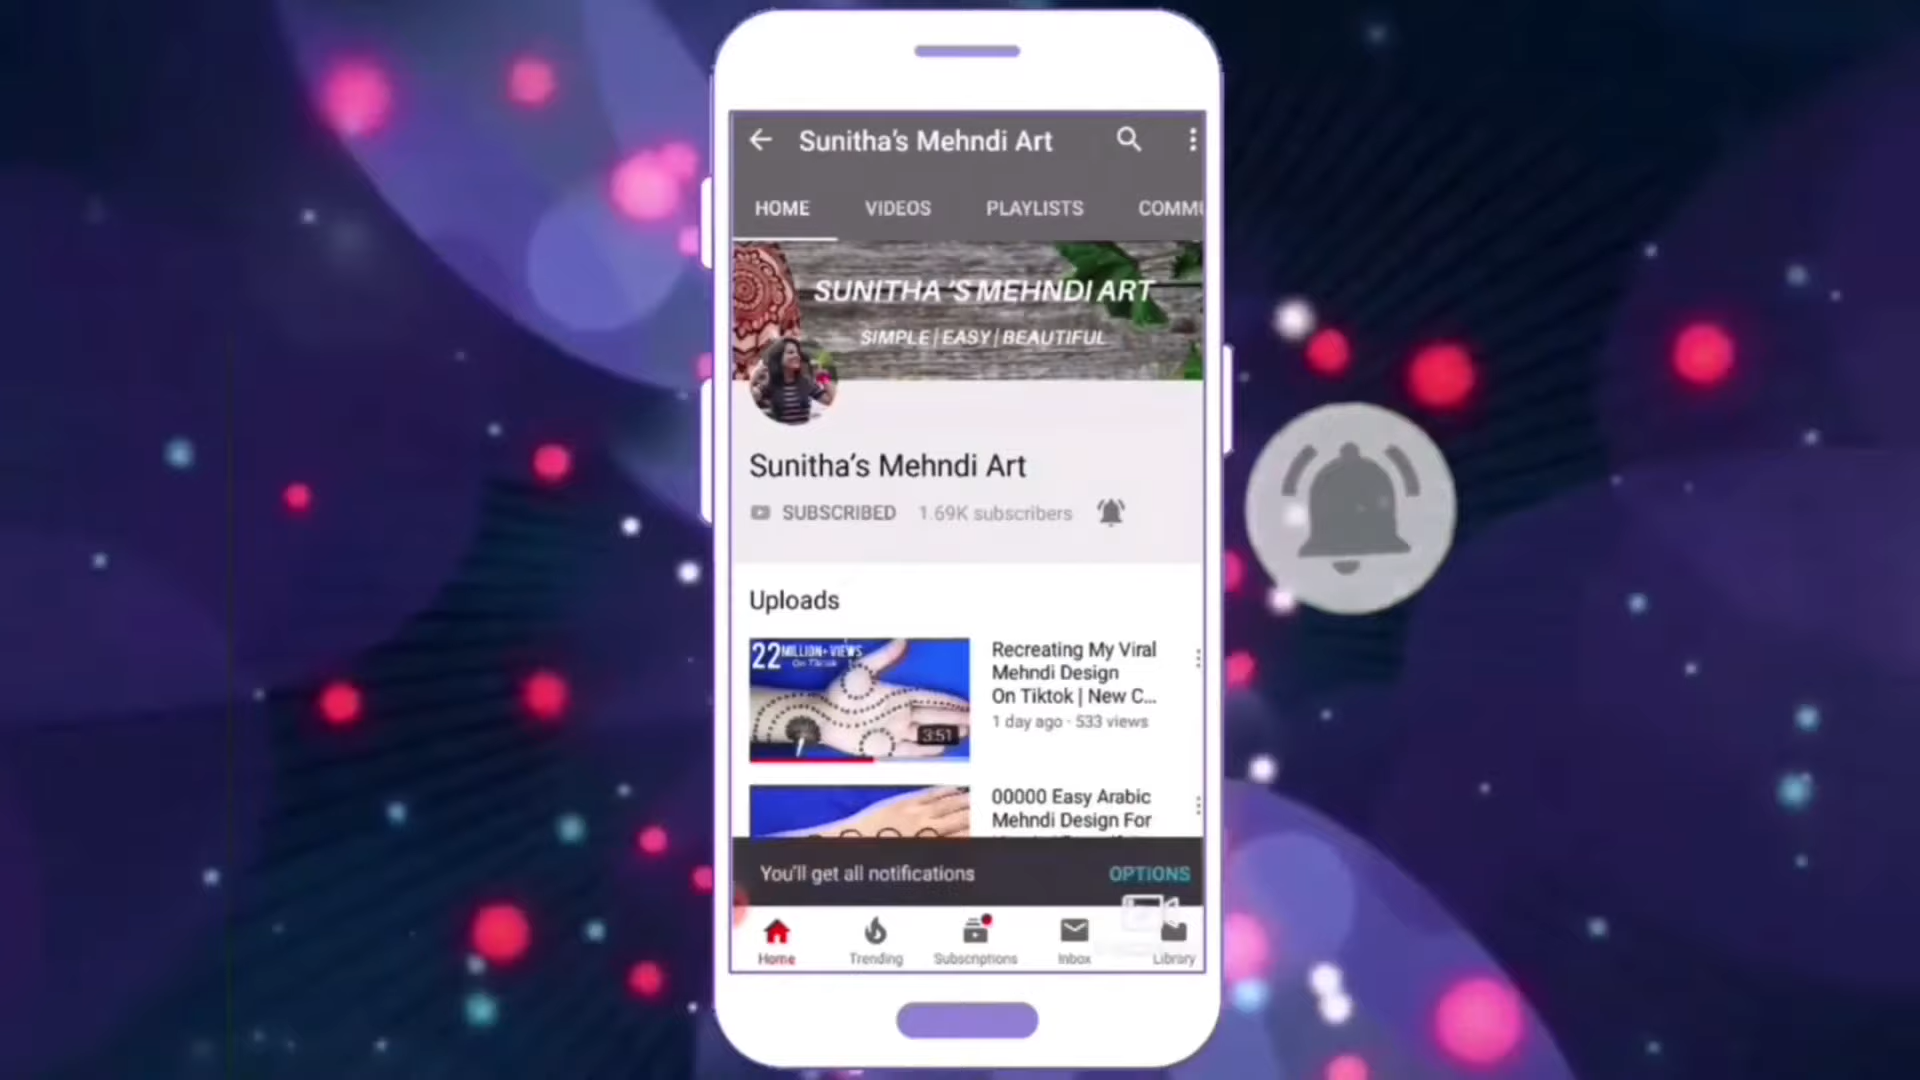 Sunitha's Mehndi Art
HOME VIDEOS PLAYLISTS COMMU
SUNITHA 'S MEHNDI ART
SIMPLE | EASY | BEAUTIFUL
Sunitha's Mehndi Art
SUBSCRIBED 1.69K subscribers
Uploads
22 MILLION+ VIEWS
On Tiktok
3:51
Recreating My Viral
Mehndi Design
On Tiktok | New C...
1 day ago · 533 views
00000 Easy Arabic
Mehndi Design For
You'll get all notifications OPTIONS
Home Trending Subscriptions Inbox Library